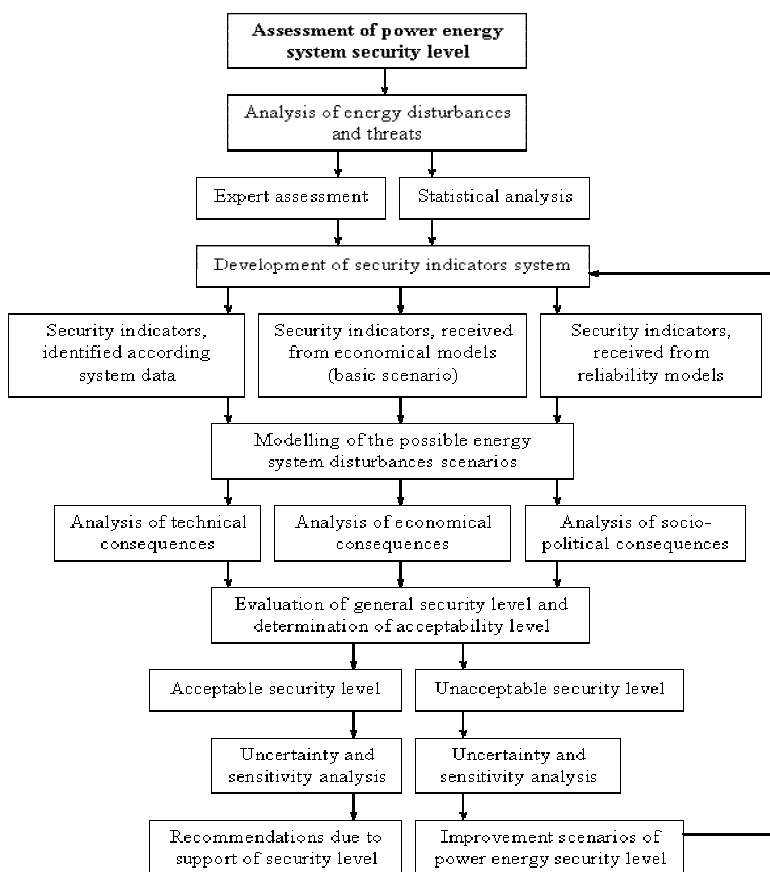 Assessment of power energy
system security level
Analysis of energy disturbances
and threats
Expert assessment
Statistical analysis
Development of security indicators system
Security indicators,
identified according
system data
Security indicators, received
from economical models
(basic scenario)
Security indicators,
received from
reliability models
Modelling of the possible energy
system disturbances scenarios
Analysis of technical
consequences
Analysis of economical
consequences
Analysis of socio-
political consequences
Evaluation of general security level and
determination of acceptability level
Acceptable security level
Unacceptable security level
Uncertainty and
sensitivity analysis
Uncertainty and
sensitivity analysis
Recommendations due to
support of security level
Improvement scenarios of
power energy security level